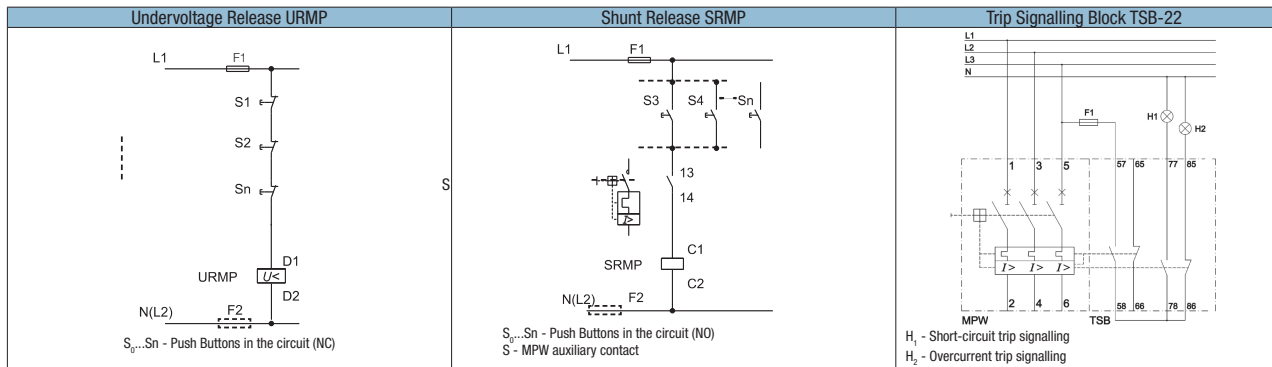 Undervoltage Release URMP
L1
F1
S1
S2
Sn
D1
URMP
U<
D2
N(L2)
F2
S0...Sn - Push Buttons in the circuit (NC)
Shunt Release SRMP
L1
F1
S3
S4
Sn
S
13
14
I>
C1
SRMP
C2
N(L2)
F2
S0...Sn - Push Buttons in the circuit (NO)
S - MPW auxiliary contact
Trip Signalling Block TSB-22
L1
L2
L3
N
F1
H1
H2
1 3 5 57 65 77 85
I> I> I>
2 4 6 58 66 78 86
MPW TSB
H1 - Short-circuit trip signalling
H2 - Overcurrent trip signalling